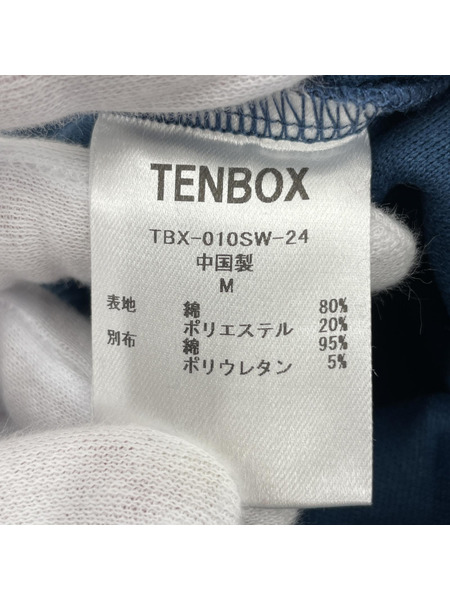 TENBOX
TBX-010SW-24
中国製
M
表地 綿 80%
ポリエステル 20%
別布 綿 95%
ポリウレタン 5%